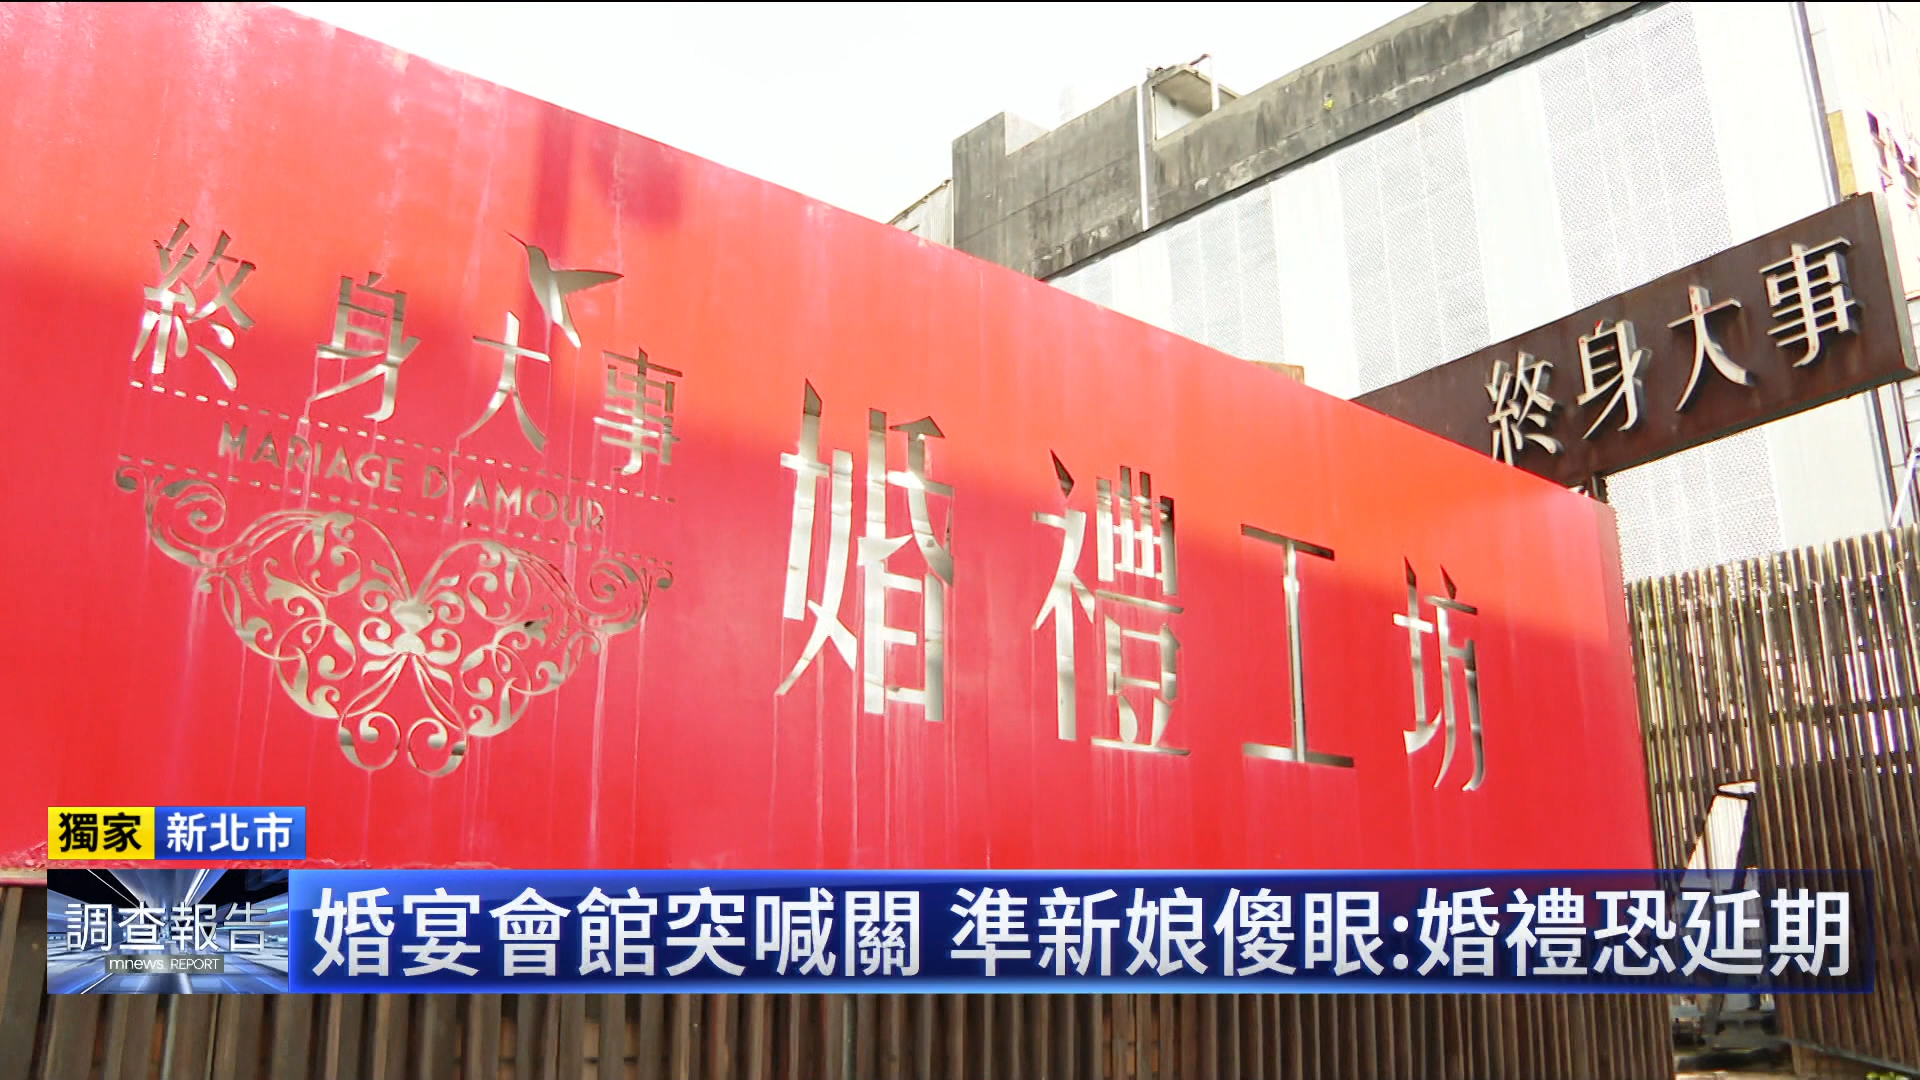 終身大事
MARIAGE D'AMOUR
婚禮工坊
終身大事
獨家 新北市
調查報告
mnews REPORT
婚宴會館突喊關 準新娘傻眼:婚禮恐延期